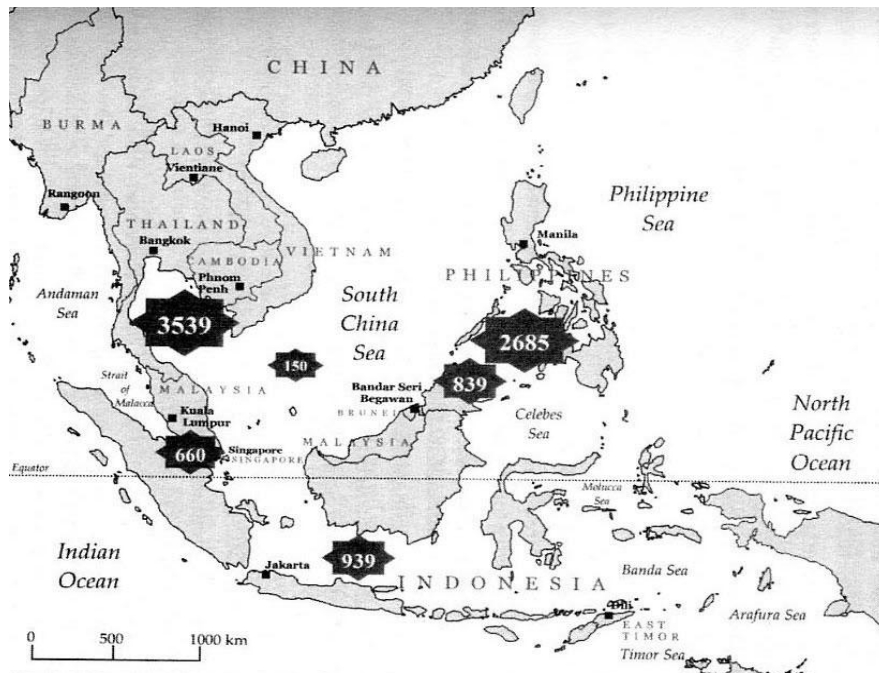 CHINA
BURMA
Hanoi
LAOS
Vientiane
Rangoon
Philippine
Sea
THAILAND
Bangkok
Manila
VIETNAM
CAMBODIA
Phnom
Penh
PHILIPPINES
Andaman
Sea
South
China
Sea
3539
2685
150
839
Strait
of
Malacca
MALAYSIA
Bandar Seri
Begawan
BRUNEI
Kuala
Lumpur
Celebes
Sea
North
Pacific
Ocean
MALAYSIA
660
Singapore
SINGAPORE
Equator
Molucca
Sea
Indian
Ocean
939
Jakarta
INDONESIA
Banda Sea
Dili
Arafura Sea
EAST
TIMOR
Timor Sea
0 500 1000 km